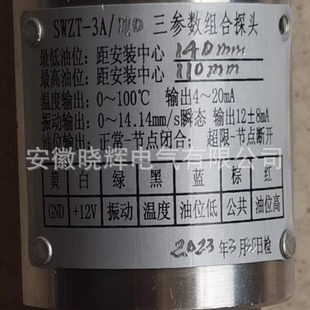 SWZT-3A/ 三参数组合探头
最低油位：距安装中心 140mm
最高油位：距安装中心 110mm
温度输出：0～100℃ 输出4～20mA
振动输出：0～14.14mm/s瞬态 输出12±8mA
油位输出：正常-节点闭合；超限-节点断开
安徽晓辉电气有限公司
黄 白 绿 黑 蓝 棕 红
GND +12V 振动 温度 油位低 公共 油位高
2023年3月 日检